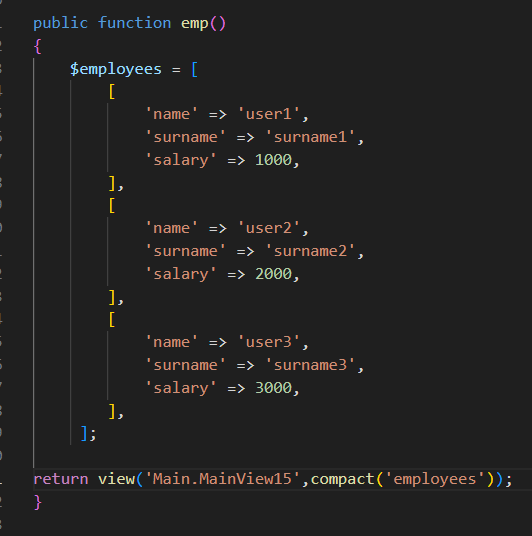 public function emp()
{
$employees = [
[
'name' => 'user1',
'surname' => 'surname1',
'salary' => 1000,
],
[
'name' => 'user2',
'surname' => 'surname2',
'salary' => 2000,
],
[
'name' => 'user3',
'surname' => 'surname3',
'salary' => 3000,
],
];
return view('Main.MainView15',compact('employees'));
}